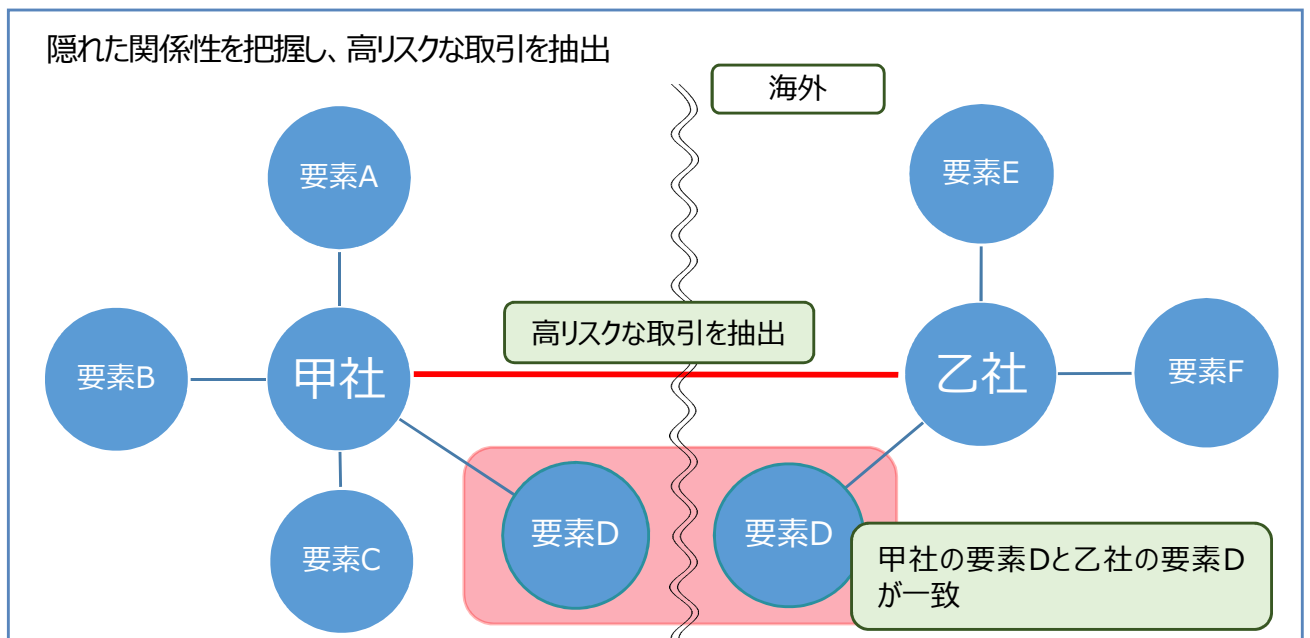 隠れた関係性を把握し、高リスクな取引を抽出
海外
要素A
要素E
高リスクな取引を抽出
要素B
甲社
乙社
要素F
要素C
要素D
要素D
甲社の要素Dと乙社の要素D
が一致